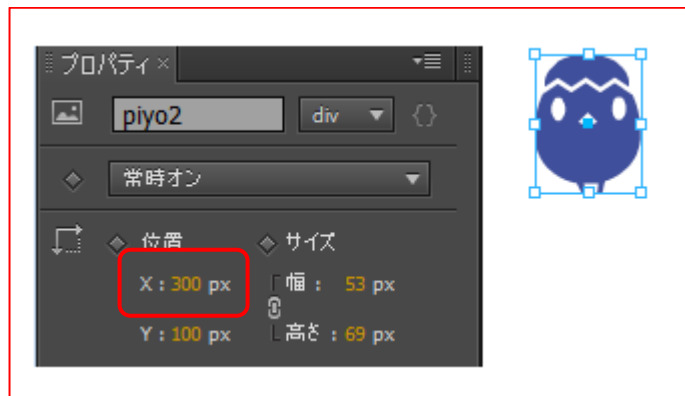 プロパティ ×
piyo2 div {}
常時オン
位置 サイズ
X : 300 px 幅 : 53 px
Y : 100 px 高さ : 69 px